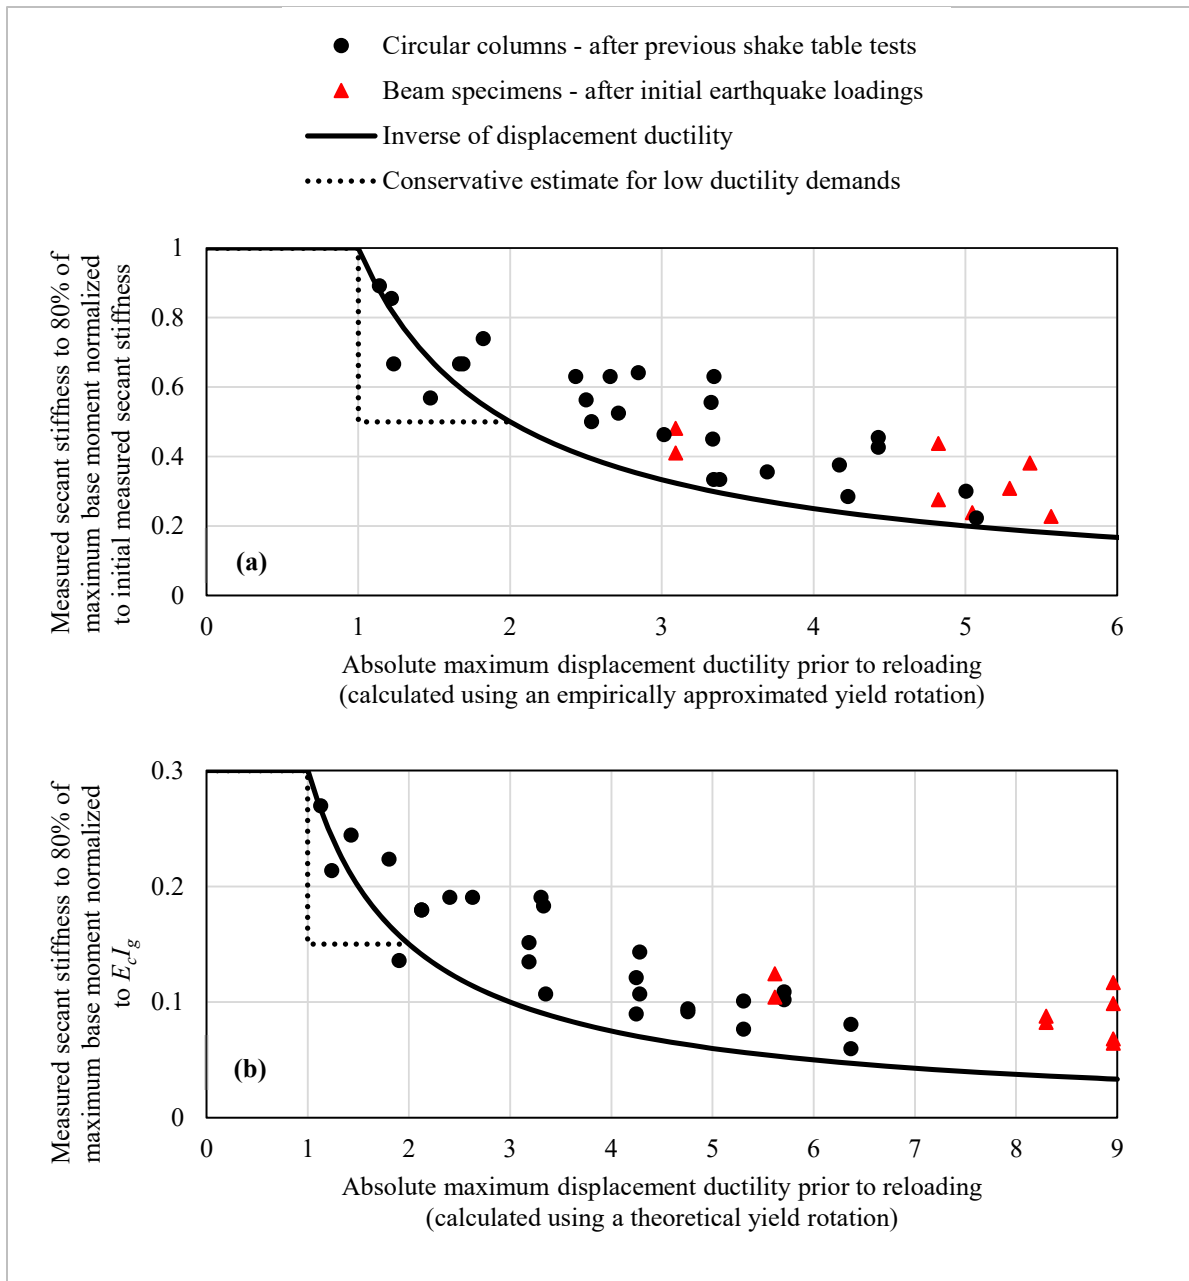 Circular columns - after previous shake table tests
Beam specimens - after initial earthquake loadings
Inverse of displacement ductility
Conservative estimate for low ductility demands
Measured secant stiffness to 80% of
maximum base moment normalized
to initial measured secant stiffness
1
0.8
0.6
0.4
0.2
0
(a)
0 1 2 3 4 5 6
Absolute maximum displacement ductility prior to reloading
(calculated using an empirically approximated yield rotation)
Measured secant stiffness to 80% of
maximum base moment normalized
to EcIg
0.3
0.2
0.1
0
(b)
0 1 2 3 4 5 6 7 8 9
Absolute maximum displacement ductility prior to reloading
(calculated using a theoretical yield rotation)